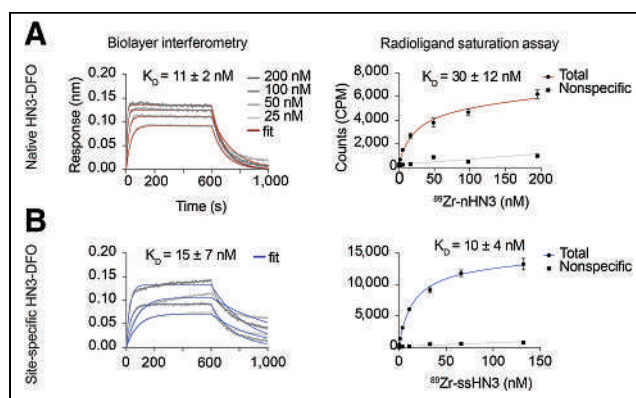 A
Biolayer interferometry
Radioligand saturation assay
Native HN3-DFO
Response (nm)
0.20
0.15
0.10
0.05
0.00
K_D = 11 ± 2 nM
200 nM
100 nM
50 nM
25 nM
fit
0 200 600 1,000
Time (s)
Counts (CPM)
8,000
6,000
4,000
2,000
0
K_D = 30 ± 12 nM
Total
Nonspecific
0 50 100 150 200
⁸⁹Zr-nHN3 (nM)
B
Site-specific HN3-DFO
0.20
0.15
0.10
0.05
0.00
K_D = 15 ± 7 nM
fit
0 200 600 1,000
15,000
10,000
5,000
0
K_D = 10 ± 4 nM
Total
Nonspecific
0 50 100 150
⁸⁹Zr-ssHN3 (nM)